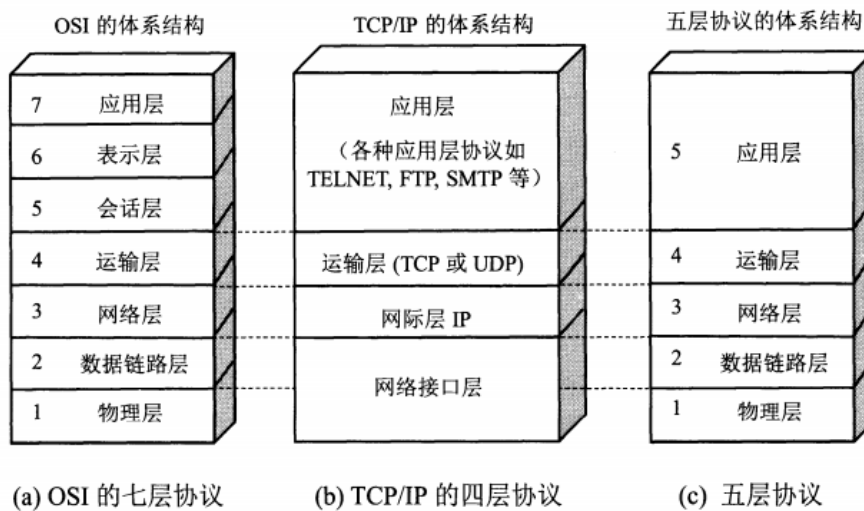 OSI 的体系结构
7 应用层
6 表示层
5 会话层
4 运输层
3 网络层
2 数据链路层
1 物理层
(a) OSI 的七层协议
TCP/IP 的体系结构
应用层
（各种应用层协议如
TELNET, FTP, SMTP 等）
运输层 (TCP 或 UDP)
网际层 IP
网络接口层
(b) TCP/IP 的四层协议
五层协议的体系结构
5 应用层
4 运输层
3 网络层
2 数据链路层
1 物理层
(c) 五层协议